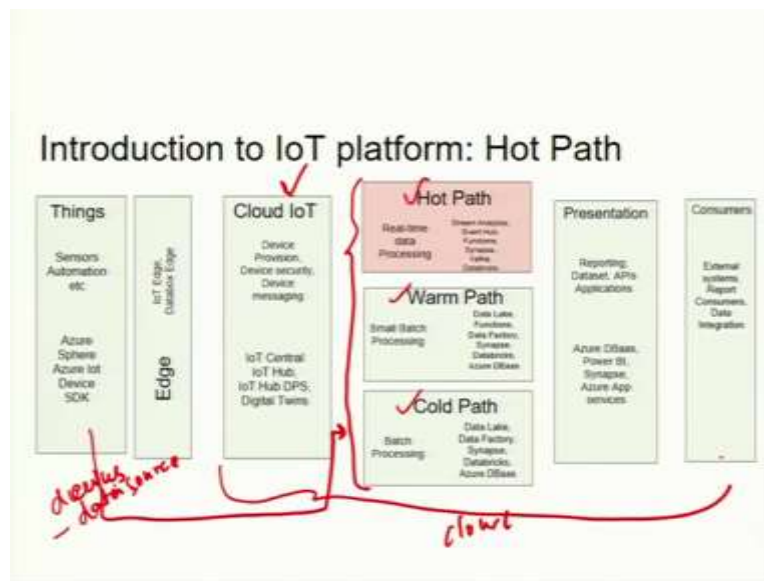 Introduction to IoT platform: Hot Path
Things
Sensors
Automation
etc
Azure
Sphere
Azure Iot
Device
SDK
IoT Edge,
Databox Edge
Edge
Cloud IoT
Device
Provision,
Device security,
Device
messaging
IoT Central
IoT Hub,
IoT Hub DPS,
Digital Twins
Hot Path
Real-time
data
Processing
Stream Analytics,
Event Hub,
Functions,
Synapse,
Kafka,
Databricks
Warm Path
Small Batch
Processing
Data Lake,
Functions,
Data Factory,
Synapse
Databricks,
Azure DBaas
Cold Path
Batch
Processing
Data Lake,
Data Factory,
Synapse,
Databricks,
Azure DBaas
Presentation
Reporting,
Dataset, APIs
Applications
Azure DBaas,
Power BI,
Synapse,
Azure App
services
Consumers
External
systems,
Report
Consumers,
Data
Integration
devices
- data source
cloud